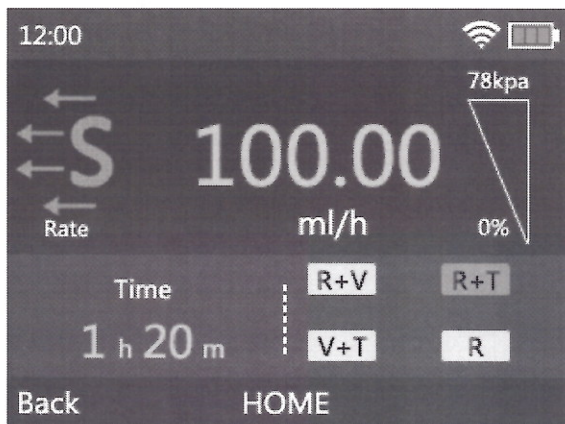 12:00
78kpa
S
100.00
Rate
ml/h
0%
Time
R+V
R+T
1 h 20 m
V+T
R
Back
HOME